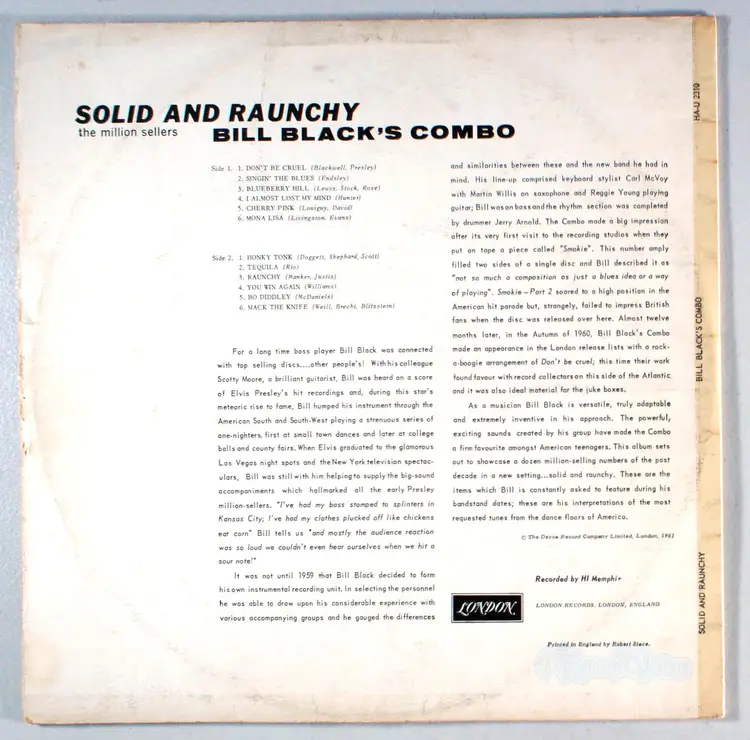 SOLID AND RAUNCHY
the million sellers BILL BLACK'S COMBO
Side 1. 1. DON'T BE CRUEL (Blackwell, Presley)
2. SINGIN' THE BLUES (Endsley)
3. BLUEBERRY HILL (Lewis, Stock, Rose)
4. I ALMOST LOST MY MIND (Hunter)
5. CHERRY PINK (Louiguy, David)
6. MONA LISA (Livingston, Evans)
Side 2. 1. HONKY TONK (Doggett, Shephard, Scott)
2. TEQUILA (Rio)
3. RAUNCHY (Manker, Justis)
4. YOU WIN AGAIN (Williams)
5. BO DIDDLEY (McDaniels)
6. MACK THE KNIFE (Weill, Brecht, Blitzstein)
For a long time bass player Bill Black was connected
with top selling discs....other people's! With his colleague
Scotty Moore, a brilliant guitarist, Bill was heard on a score
of Elvis Presley's hit recordings and, during this star's
meteoric rise to fame, Bill humped his instrument through the
American South and South-West playing a strenuous series of
one-nighters, first at small town dances and later at college
balls and county fairs. When Elvis graduated to the glamorous
Las Vegas night spots and the New York television spectac-
ulars, Bill was still with him helping to supply the big-sound
accompaniments which hallmarked all the early Presley
million-sellers. "I've had my bass stomped to splinters in
Kansas City; I've had my clothes plucked off like chickens
eat corn" Bill tells us "and mostly the audience reaction
was so loud we couldn't even hear ourselves when we hit a
sour note!"
It was not until 1959 that Bill Black decided to form
his own instrumental recording unit. In selecting the personnel
he was able to draw upon his considerable experience with
various accompanying groups and he gauged the differences
and similarities between these and the new band he had in
mind. His line-up comprised keyboard stylist Carl McVoy
with Martin Willis on saxophone and Reggie Young playing
guitar; Bill was on bass and the rhythm section was completed
by drummer Jerry Arnold. The Combo made a big impression
after its very first visit to the recording studios when they
put on tape a piece called "Smokie". This number amply
filled two sides of a single disc and Bill described it as
"not so much a composition as just a blues idea or a way
of playing". Smokie - Part 2 soared to a high position in the
American hit parade but, strangely, failed to impress British
fans when the disc was released over here. Almost twelve
months later, in the Autumn of 1960, Bill Black's Combo
made an appearance in the London release lists with a rock-
a-boogie arrangement of Don't be cruel; this time their work
found favour with record collectors on this side of the Atlantic
and it was also ideal material for the juke boxes.
As a musician Bill Black is versatile, truly adaptable
and extremely inventive in his approach. The powerful,
exciting sounds created by his group have made the Combo
a firm favourite amongst American teenagers. This album sets
out to showcase a dozen million-selling numbers of the past
decade in a new setting...solid and raunchy. These are the
items which Bill is constantly asked to feature during his
bandstand dates; these are his interpretations of the most
requested tunes from the dance floors of America.
© The Decca Record Company Limited, London, 1961
Recorded by HI Memphis
LONDON
LONDON RECORDS, LONDON, ENGLAND
Printed in England by Robert Stace.
HA-U 2310
BILL BLACK'S COMBO
SOLID AND RAUNCHY